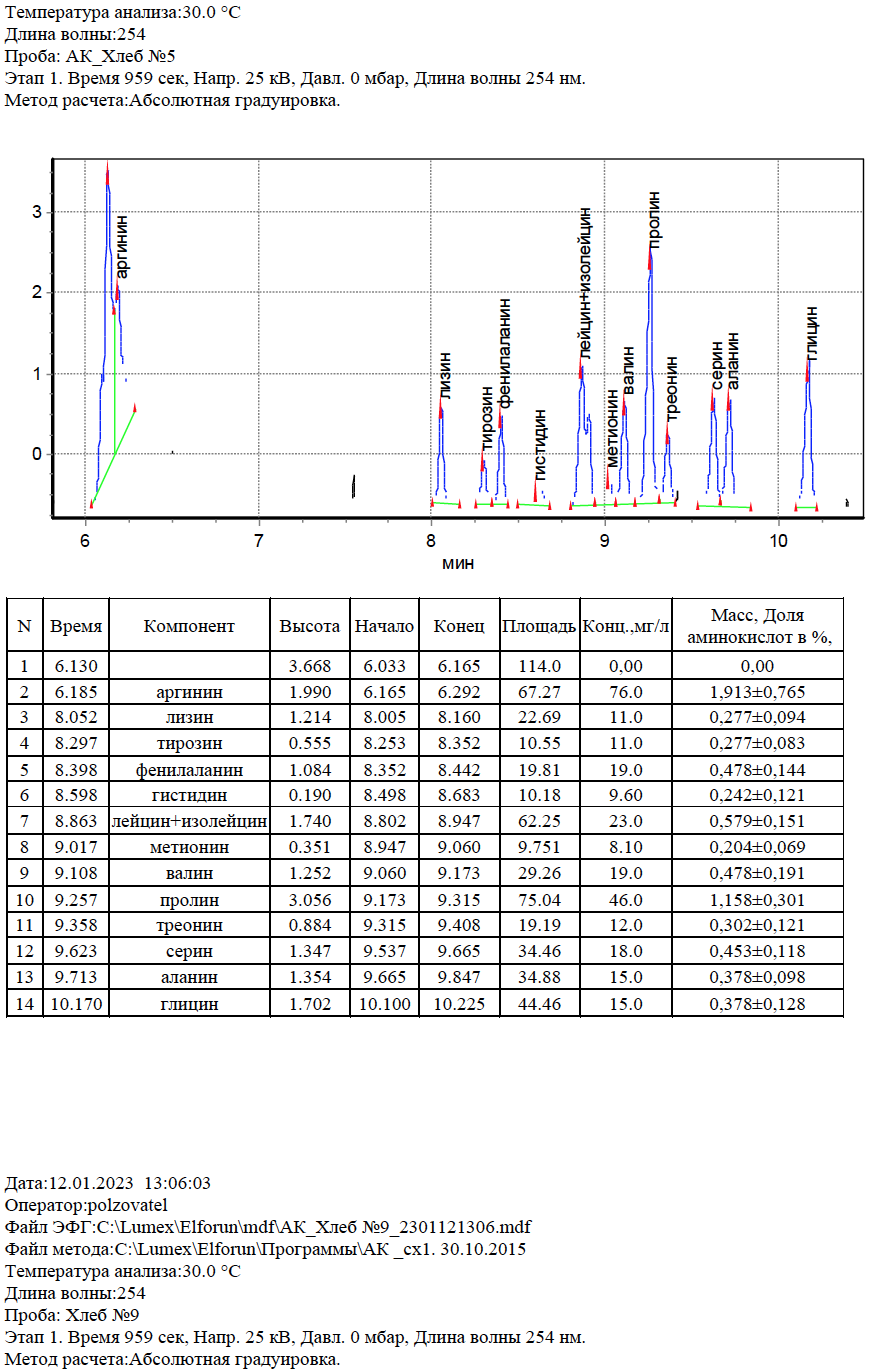 Температура анализа:30.0 °C
Длина волны:254
Проба: АК_Хлеб №5
Этап 1. Время 959 сек, Напр. 25 кВ, Давл. 0 мбар, Длина волны 254 нм.
Метод расчета:Абсолютная градуировка.
3
2
1
0
аргинин
лизин
тирозин
фенилаланин
гистидин
лейцин+изолейцин
метионин
валин
пролин
треонин
серин
аланин
глицин
6 7 8 9 10
мин
N Время Компонент Высота Начало Конец Площадь Конц.,мг/л Масс, Доля аминокислот в %,
1 6.130 3.668 6.033 6.165 114.0 0,00 0,00
2 6.185 аргинин 1.990 6.165 6.292 67.27 76.0 1,913±0,765
3 8.052 лизин 1.214 8.005 8.160 22.69 11.0 0,277±0,094
4 8.297 тирозин 0.555 8.253 8.352 10.55 11.0 0,277±0,083
5 8.398 фенилаланин 1.084 8.352 8.442 19.81 19.0 0,478±0,144
6 8.598 гистидин 0.190 8.498 8.683 10.18 9.60 0,242±0,121
7 8.863 лейцин+изолейцин 1.740 8.802 8.947 62.25 23.0 0,579±0,151
8 9.017 метионин 0.351 8.947 9.060 9.751 8.10 0,204±0,069
9 9.108 валин 1.252 9.060 9.173 29.26 19.0 0,478±0,191
10 9.257 пролин 3.056 9.173 9.315 75.04 46.0 1,158±0,301
11 9.358 треонин 0.884 9.315 9.408 19.19 12.0 0,302±0,121
12 9.623 серин 1.347 9.537 9.665 34.46 18.0 0,453±0,118
13 9.713 аланин 1.354 9.665 9.847 34.88 15.0 0,378±0,098
14 10.170 глицин 1.702 10.100 10.225 44.46 15.0 0,378±0,128
Дата:12.01.2023 13:06:03
Оператор:polzovatel
Файл ЭФГ:C:\Lumex\Elforun\mdf\АК_Хлеб №9_2301121306.mdf
Файл метода:C:\Lumex\Elforun\Программы\АК _сх1. 30.10.2015
Температура анализа:30.0 °C
Длина волны:254
Проба: Хлеб №9
Этап 1. Время 959 сек, Напр. 25 кВ, Давл. 0 мбар, Длина волны 254 нм.
Метод расчета:Абсолютная градуировка.